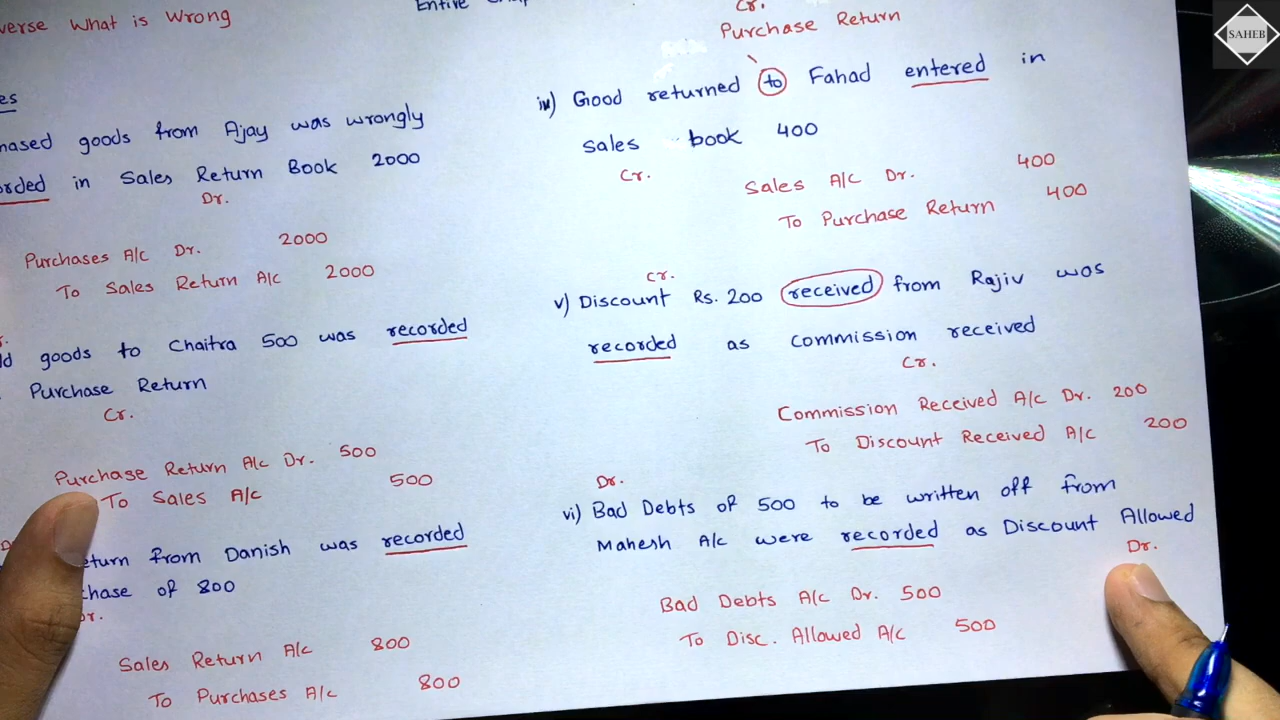 verse What is Wrong
Entire
es
hased goods from Ajay was wrongly
orded in Sales Return Book 2000
Dr.
Purchases A/c Dr. 2000
To Sales Return A/c 2000
r.
ld goods to Chaitra 500 was recorded
Purchase Return
Cr.
Purchase Return A/c Dr. 500
To Sales A/c 500
eturn from Danish was recorded
chase of 800
Dr.
Sales Return A/c 800
To Purchases A/c 800
Cr.
Purchase Return
iv) Good returned to Fahad entered in
sales book 400
Cr.
Sales A/c Dr. 400
To Purchase Return 400
Cr.
v) Discount Rs. 200 received from Rajiv was
recorded as commission received
Cr.
Commission Received A/c Dr. 200
To Discount Received A/c 200
Dr.
vi) Bad Debts of 500 to be written off from
Mahesh A/c were recorded as Discount Allowed
Dr.
Bad Debts A/c Dr. 500
To Disc. Allowed A/c 500
SAHEB